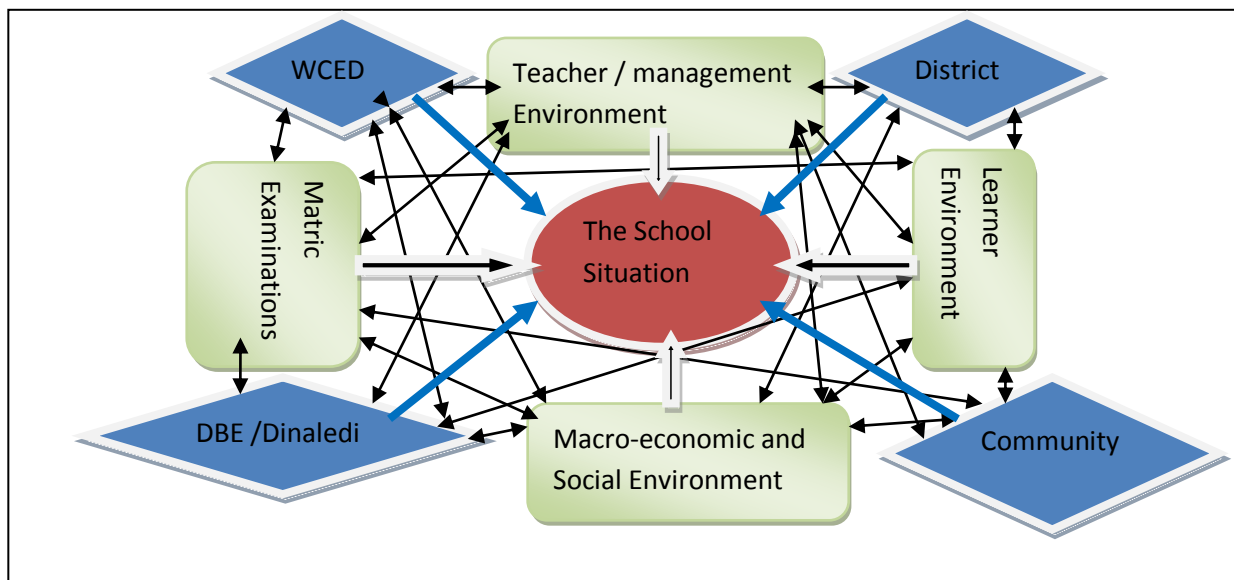 WCED
Teacher / management
Environment
District
Matric
Examinations
The School
Situation
Learner
Environment
DBE /Dinaledi
Macro-economic and
Social Environment
Community